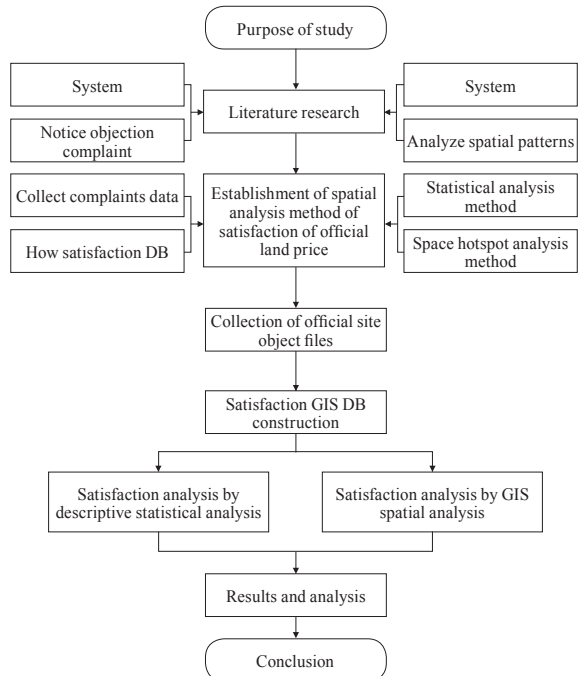 Purpose of study
System
Notice objection
complaint
Literature research
System
Analyze spatial patterns
Collect complaints data
How satisfaction DB
Establishment of spatial
analysis method of
satisfaction of official
land price
Statistical analysis
method
Space hotspot analysis
method
Collection of official site
object files
Satisfaction GIS DB
construction
Satisfaction analysis by
descriptive statistical analysis
Satisfaction analysis by GIS
spatial analysis
Results and analysis
Conclusion